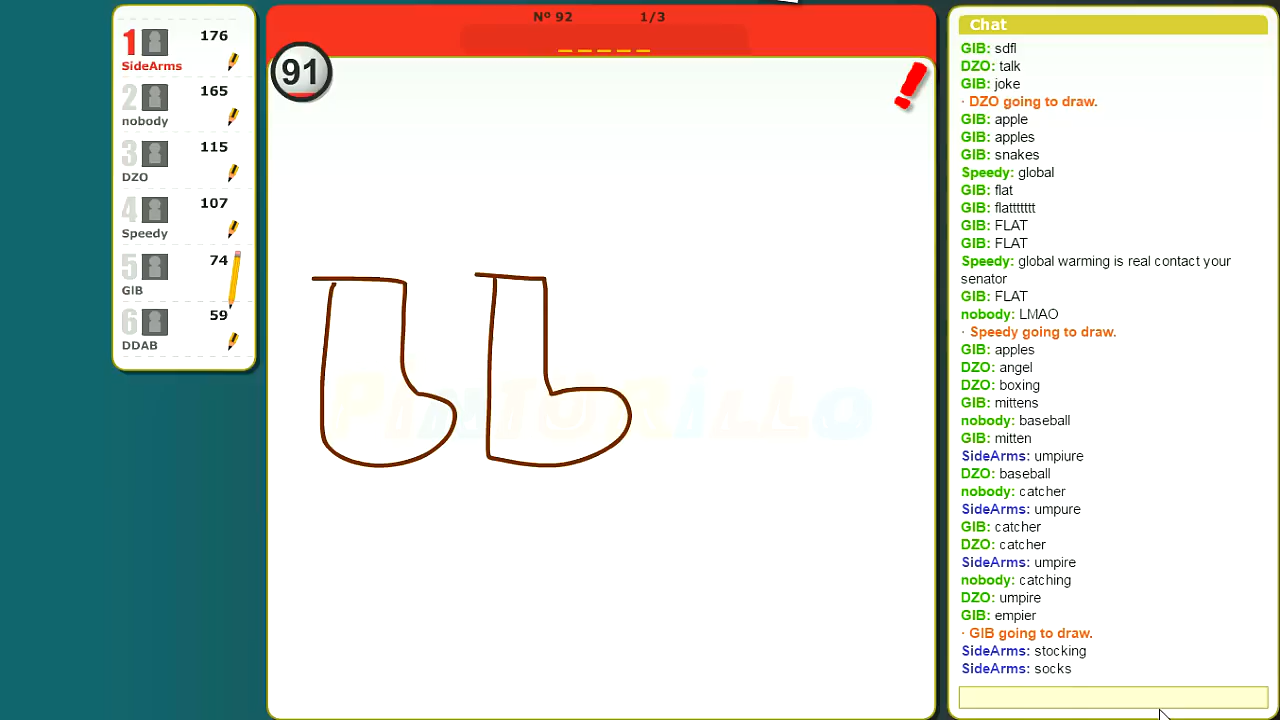 Nº 92 1/3
_ _ _ _ _
91
1 176
SideArms
2 165
nobody
3 115
DZO
4 107
Speedy
5 74
GIB
6 59
DDAB
Chat
GIB: sdfl
DZO: talk
GIB: joke
· DZO going to draw.
GIB: apple
GIB: apples
GIB: snakes
Speedy: global
GIB: flat
GIB: flattttttt
GIB: FLAT
GIB: FLAT
Speedy: global warming is real contact your
senator
GIB: FLAT
nobody: LMAO
· Speedy going to draw.
GIB: apples
DZO: angel
DZO: boxing
GIB: mittens
nobody: baseball
GIB: mitten
SideArms: umpiure
DZO: baseball
nobody: catcher
SideArms: umpure
GIB: catcher
DZO: catcher
SideArms: umpire
nobody: catching
DZO: umpire
GIB: empier
· GIB going to draw.
SideArms: stocking
SideArms: socks